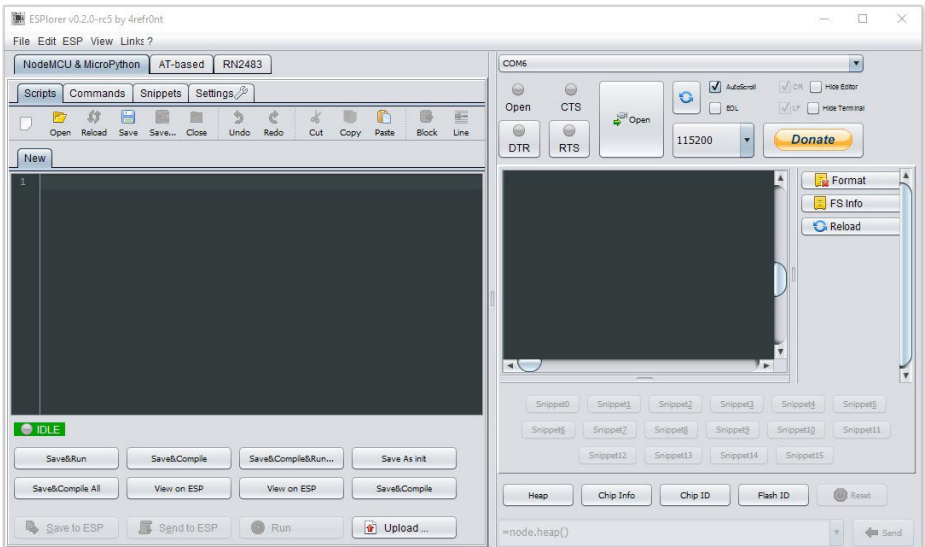 ESPlorer v0.2.0-rc5 by 4refr0nt
File Edit ESP View Links ?
NodeMCU & MicroPython AT-based RN2483
Scripts Commands Snippets Settings
Open Reload Save Save... Close Undo Redo Cut Copy Paste Block Line
New
1
IDLE
Save&Run Save&Compile Save&Compile&Run... Save As init
Save&Compile All View on ESP View on ESP Save&Compile
Save to ESP Send to ESP Run Upload ...
COM6
Open CTS
DTR RTS
Open
AutoScroll CR Hide Editor
EOL LF Hide Terminal
115200 Donate
Format
FS Info
Reload
Snippet0 Snippet1 Snippet2 Snippet3 Snippet4 Snippet5
Snippet6 Snippet7 Snippet8 Snippet9 Snippet10 Snippet11
Snippet12 Snippet13 Snippet14 Snippet15
Heap Chip Info Chip ID Flash ID Reset
=node.heap() Send